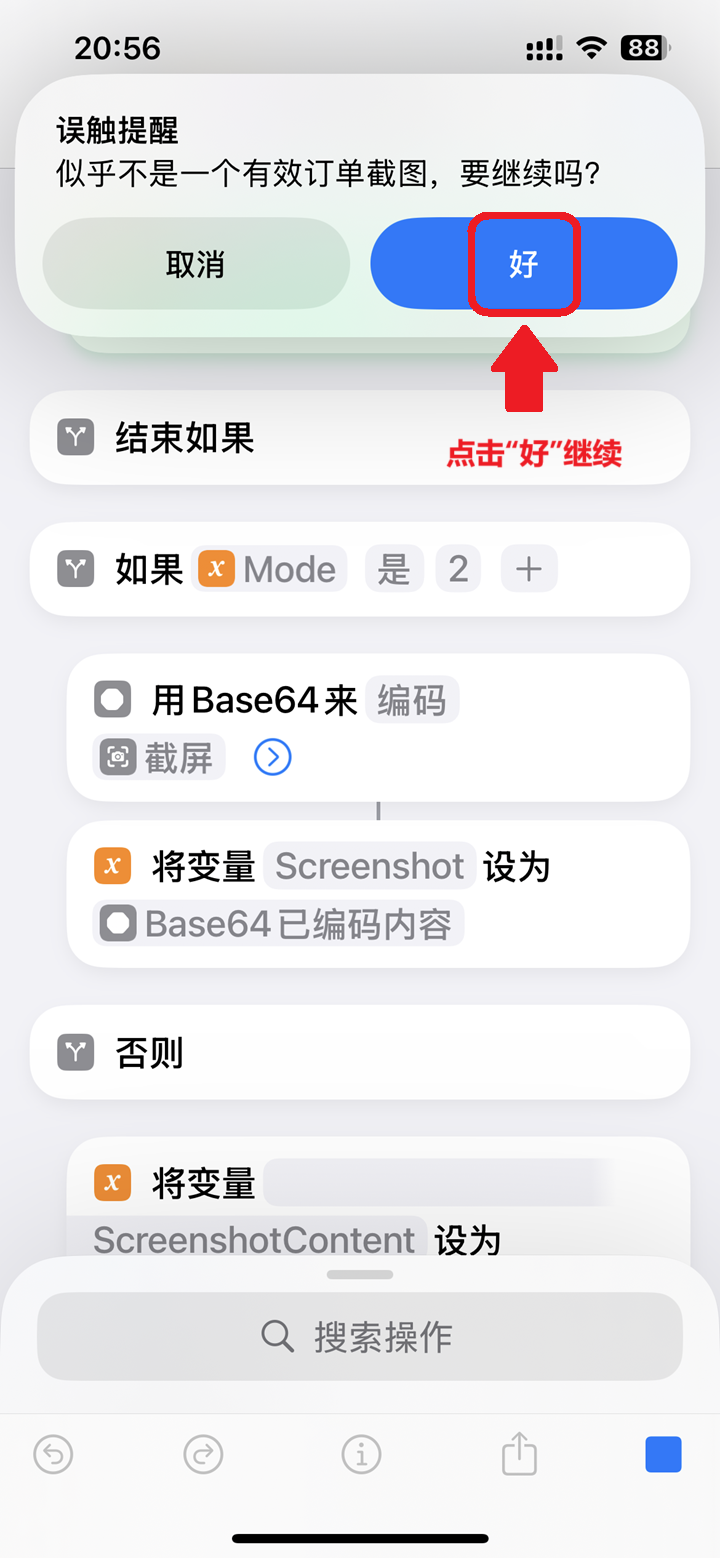 20:56
88
误触提醒
似乎不是一个有效订单截图，要继续吗？
取消
好
结束如果
点击“好”继续
如果 x Mode 是 2 +
用Base64来 编码
截屏
x 将变量 Screenshot 设为
Base64已编码内容
否则
x 将变量
ScreenshotContent 设为
搜索操作